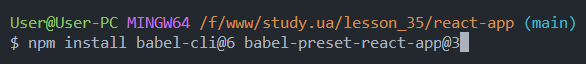 User@User-PC MINGW64 /f/www/study.ua/lesson_35/react-app (main)
$ npm install babel-cli@6 babel-preset-react-app@3